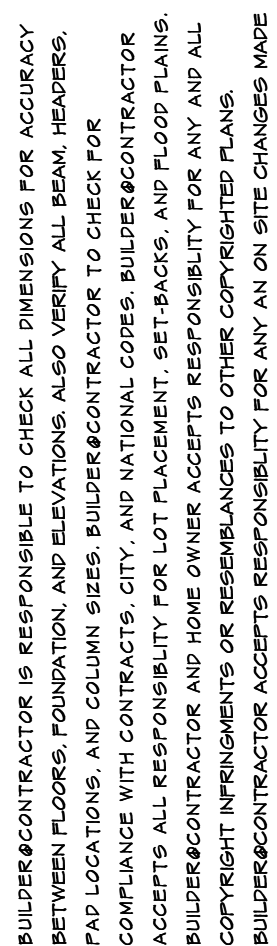 BUILDER@CONTRACTOR IS RESPONSIBLE TO CHECK ALL DIMENSIONS FOR ACCURACY
BETWEEN FLOORS, FOUNDATION, AND ELEVATIONS. ALSO VERIFY ALL BEAM, HEADERS,
PAD LOCATIONS, AND COLUMN SIZES. BUILDER@CONTRACTOR TO CHECK FOR
COMPLIANCE WITH CONTRACTS, CITY, AND NATIONAL CODES. BUILDER@CONTRACTOR
ACCEPTS ALL RESPONSIBLITY FOR LOT PLACEMENT, SET-BACKS, AND FLOOD PLAINS.
BUILDER@CONTRACTOR AND HOME OWNER ACCEPTS RESPONSIBLITY FOR ANY AND ALL
COPYRIGHT INFRINGMENTS OR RESEMBLANCES TO OTHER COPYRIGHTED PLANS.
BUILDER@CONTRACTOR ACCEPTS RESPONSIBLITY FOR ANY AN ON SITE CHANGES MADE